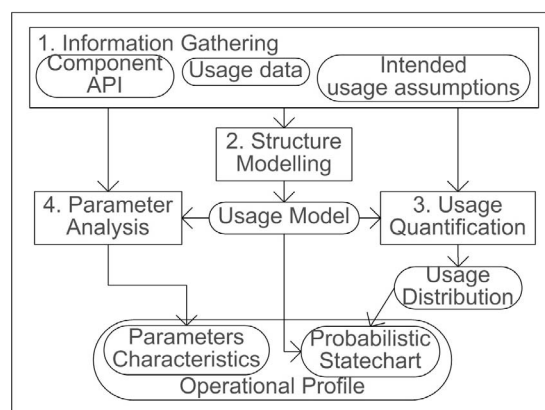 1. Information Gathering
Component
API
Usage data
Intended
usage assumptions
2. Structure
Modelling
4. Parameter
Analysis
Usage Model
3. Usage
Quantification
Usage
Distribution
Parameters
Characteristics
Probabilistic
Statechart
Operational Profile